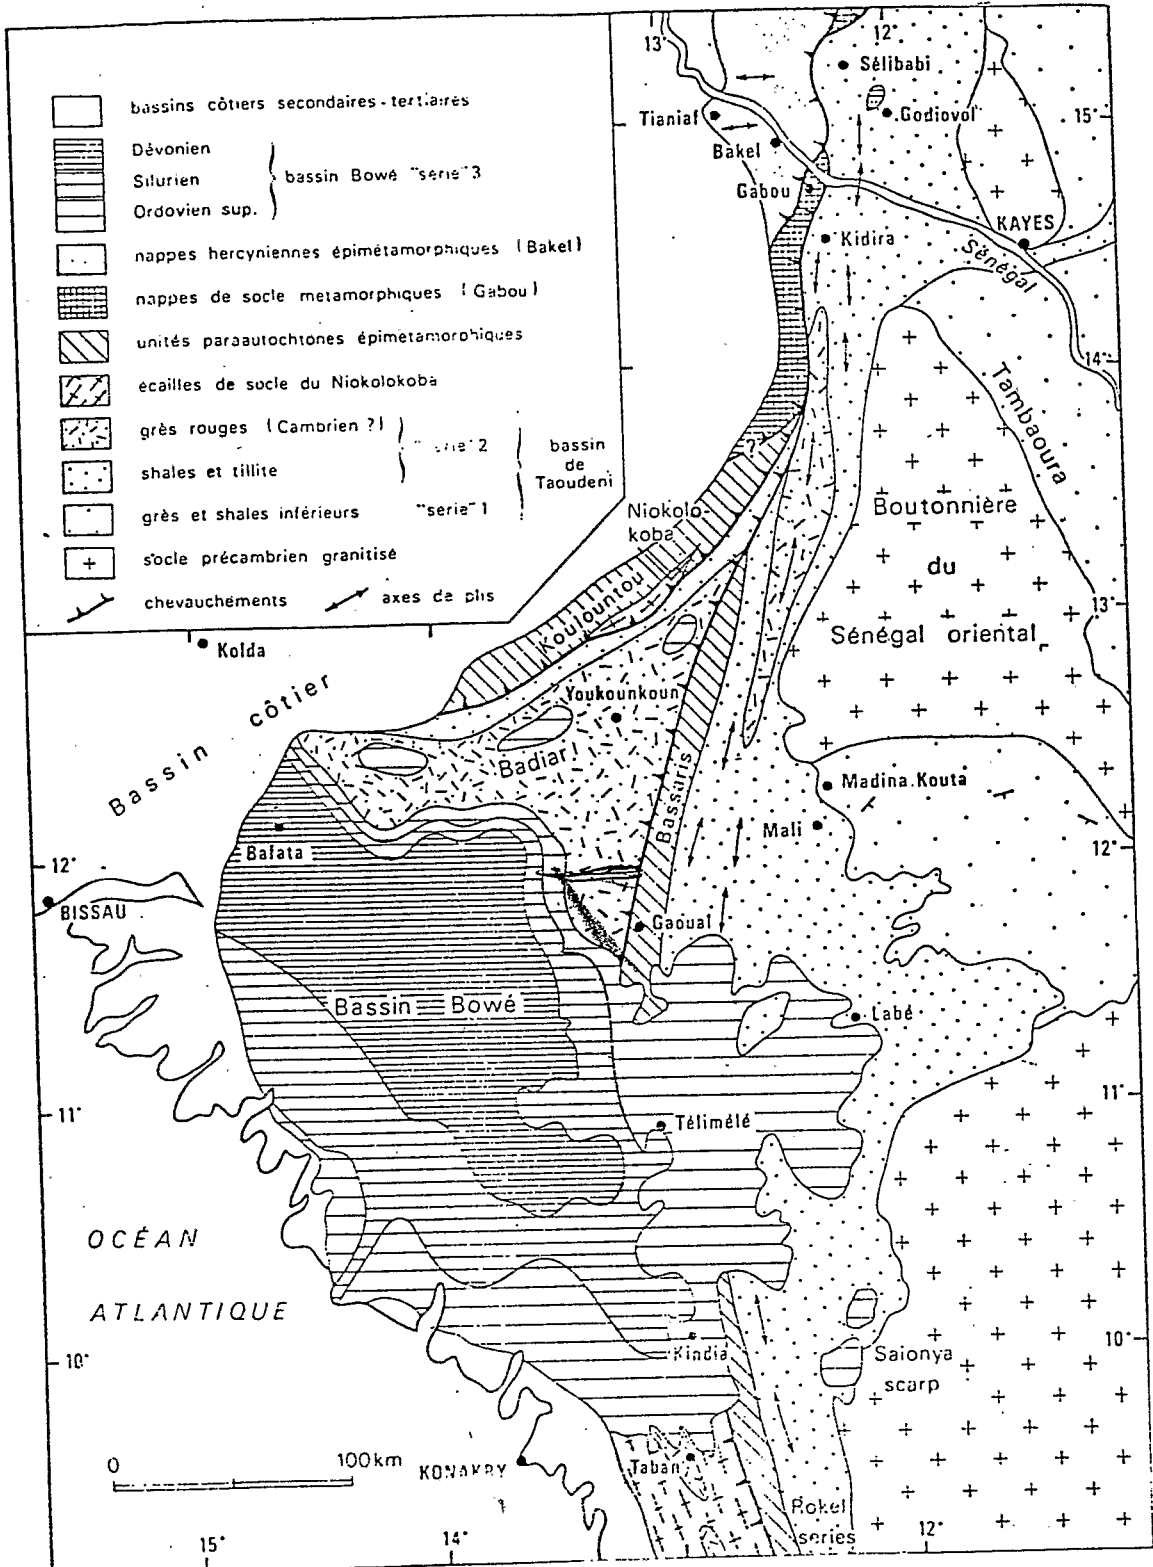 bassins côtiers secondaires-tertiaires
Dévonien
Silurien
Ordovien sup.
bassin Bowé "série" 3
nappes hercyniennes épimétamorphiques (Bakel)
nappes de socle metamorphiques (Gabou)
unités paraautochtones épimétamorphiques
écailles de socle du Niokolokoba
grès rouges (Cambrien ?)
shales et tillite
"série" 2
grès et shales inférieurs "serie" 1
bassin
de
Taoudeni
+ socle précambrien granitisé
chevauchements
axes de plis
13°
12°
Sélibabi
Godiovol
15°
Tianiaf
Bakel
Gabou
KAYES
Kidira
Sénégal
14°
Tambaoura
?
Boutonnière
du
Sénégal oriental
Niokolo-
koba
Koulountou
13°
Kolda
Bassin côtier
Youkounkoun
Badiar
Bassaris
Madina.Kouta
Mali
Bafata
12°
12°
BISSAU
Gaoual
Bassin Bowé
Labé
11°
11°
Télimélé
OCÉAN
ATLANTIQUE
10°
10°
Kindia
Saionya
scarp
0
100km
KONAKRY
Taban
Rokel
series
15°
14°
12°